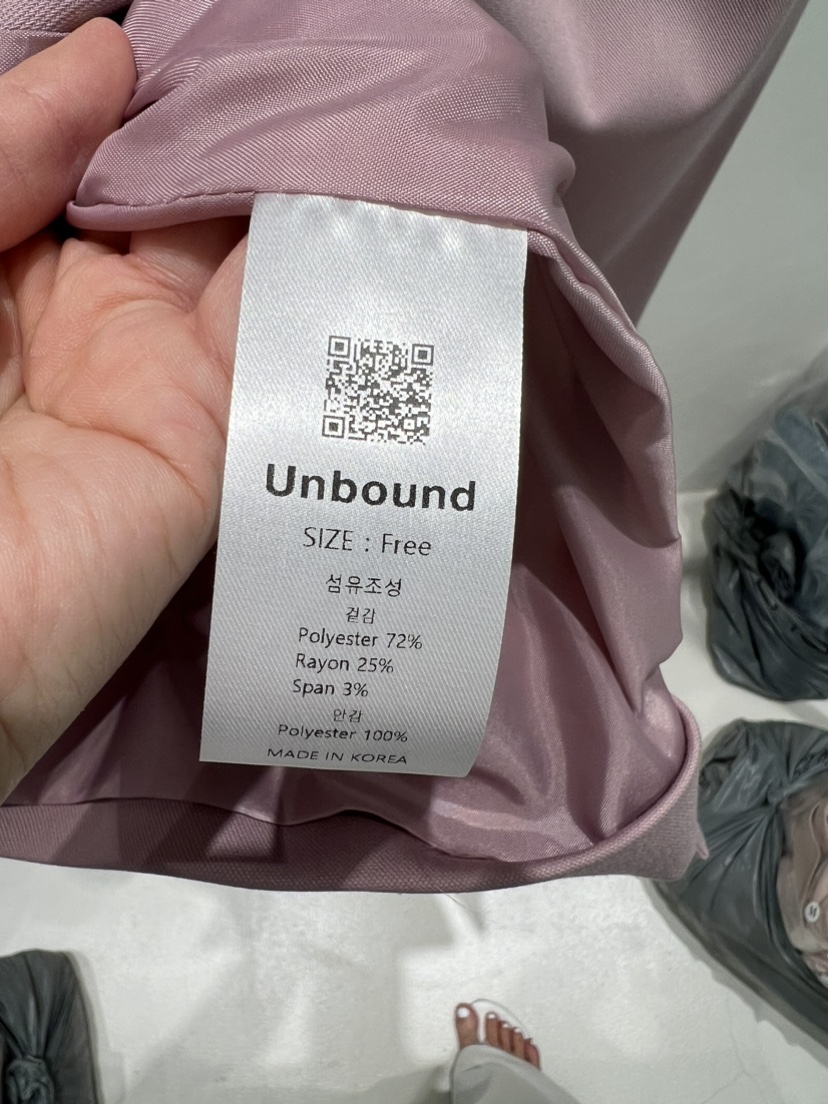 Unbound
SIZE : Free
섬유조성
겉감
Polyester 72%
Rayon 25%
Span 3%
안감
Polyester 100%
MADE IN KOREA